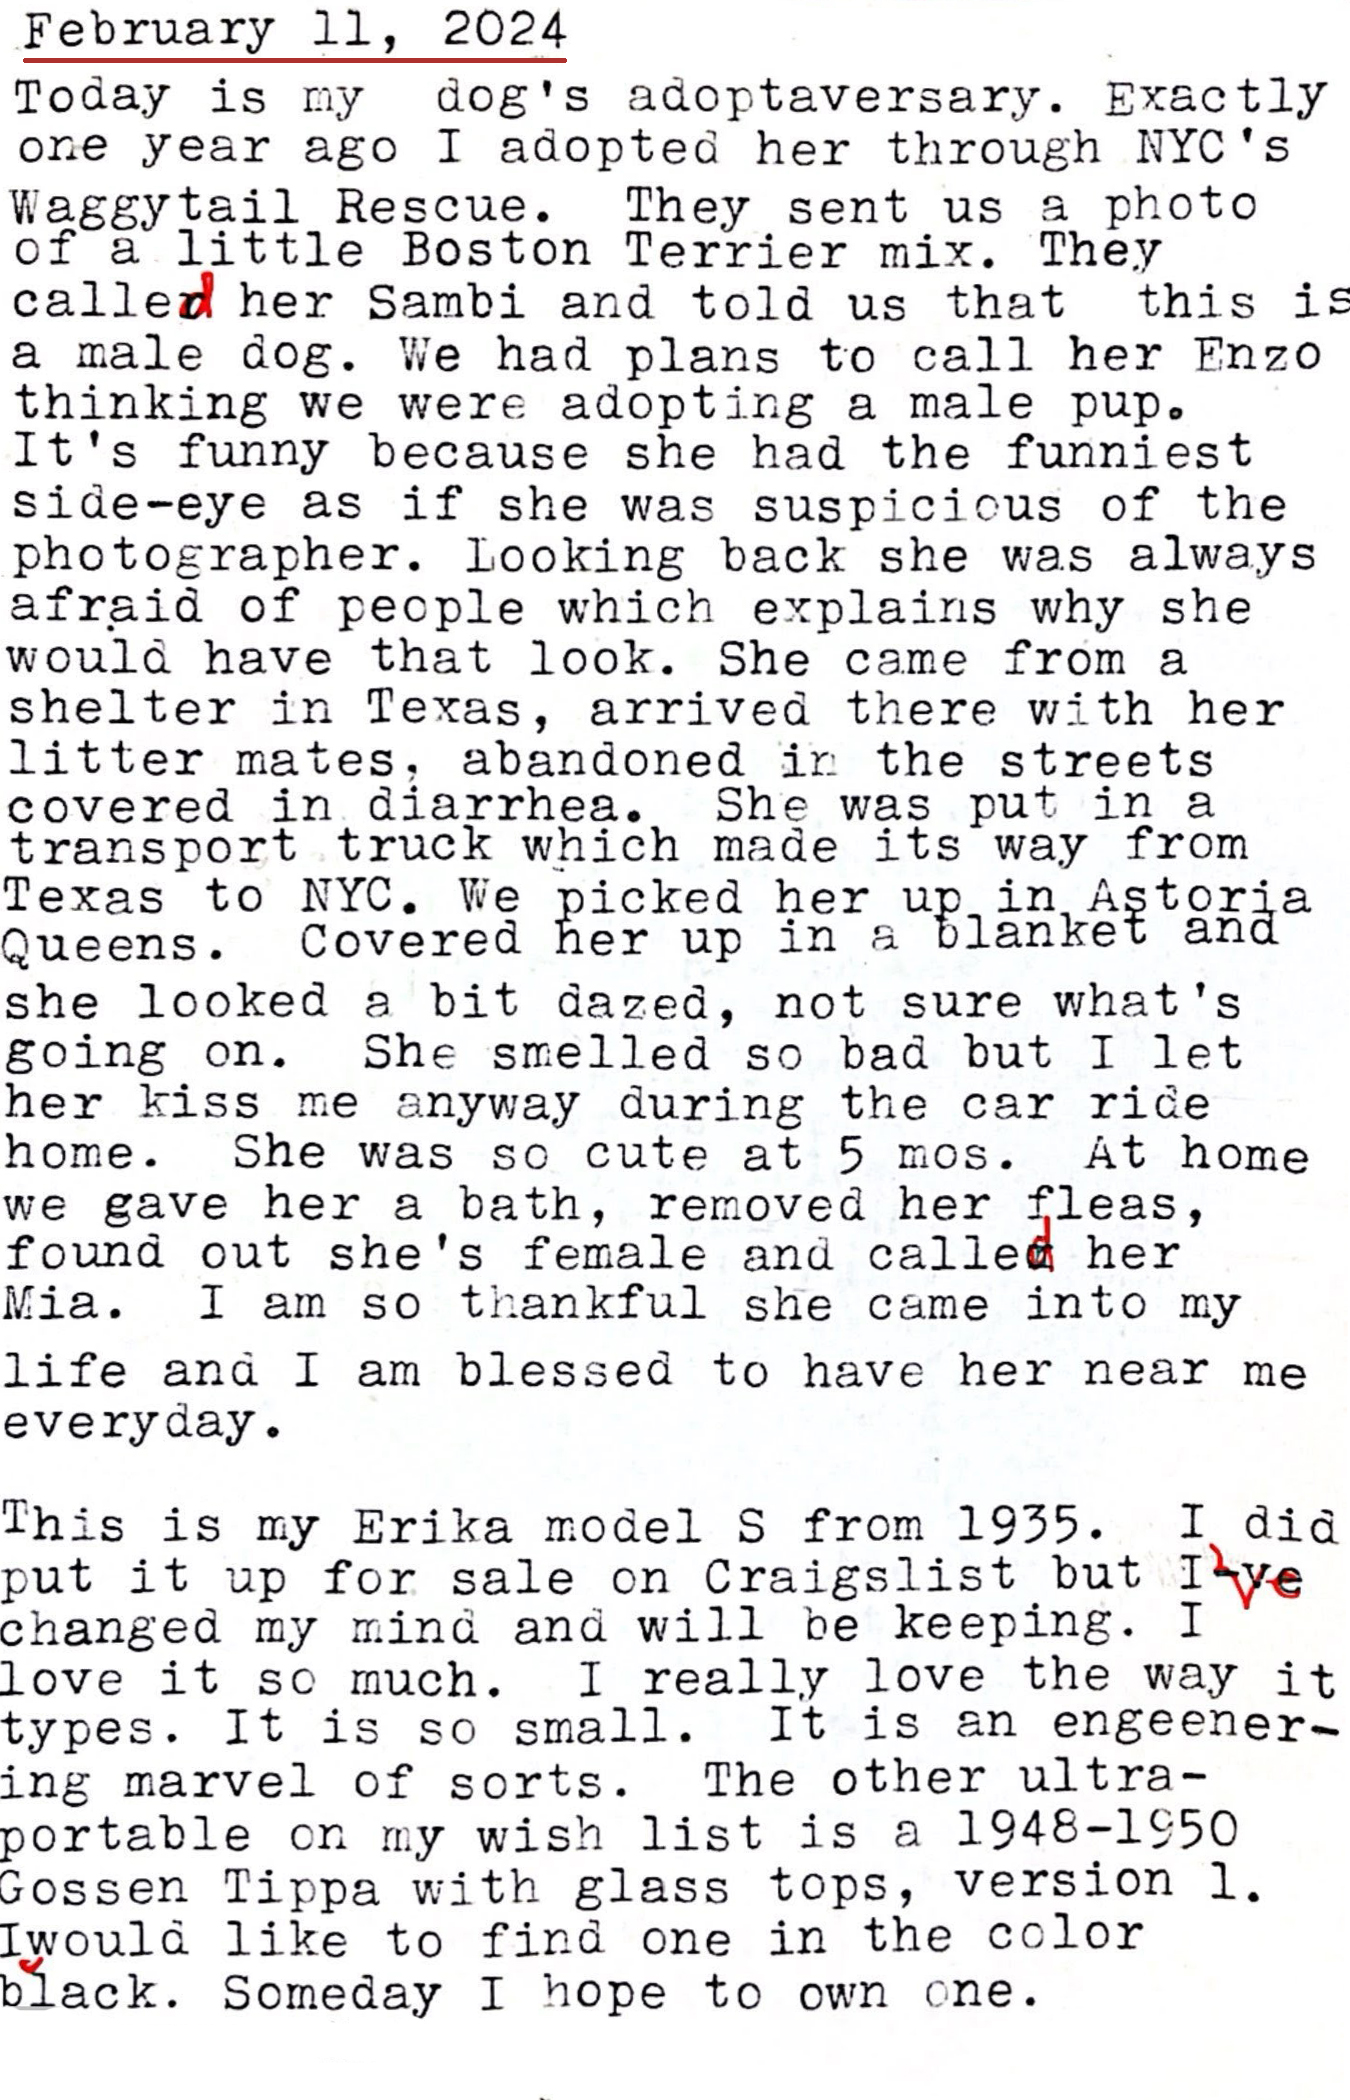 February 11, 2024
Today is my  dog's adoptaversary. Exactly
one year ago I adopted her through NYC's
Waggytail Rescue.  They sent us a photo
of a little Boston Terrier mix. They
called her Sambi and told us that  this is
a male dog. We had plans to call her Enzo
thinking we were adopting a male pup.
It's funny because she had the funniest
side-eye as if she was suspicious of the
photographer. Looking back she was always
afraid of people which explains why she
would have that look. She came from a
shelter in Texas, arrived there with her
litter mates, abandoned in the streets
covered in diarrhea.  She was put in a
transport truck which made its way from
Texas to NYC. We picked her up in Astoria
Queens.  Covered her up in a blanket and
she looked a bit dazed, not sure what's
going on.  She smelled so bad but I let
her kiss me anyway during the car ride
home.  She was so cute at 5 mos.  At home
we gave her a bath, removed her fleas,
found out she's female and called her
Mia.  I am so thankful she came into my
life and I am blessed to have her near me
everyday.
This is my Erika model S from 1935.  I did
put it up for sale on Craigslist but I've
changed my mind and will be keeping. I
love it so much.  I really love the way it
types. It is so small.  It is an engeener-
ing marvel of sorts.  The other ultra-
portable on my wish list is a 1948-1950
Gossen Tippa with glass tops, version 1.
I would like to find one in the color
black. Someday I hope to own one.